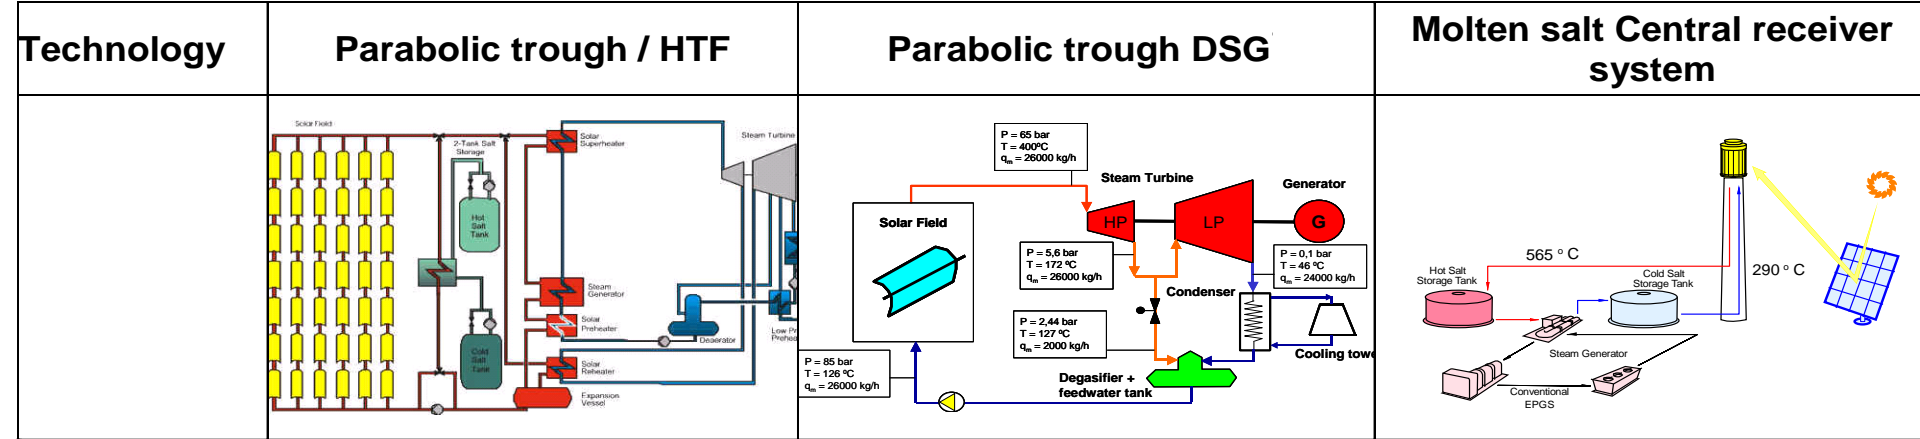 Technology
Parabolic trough / HTF
Parabolic trough DSG
Molten salt Central receiver
system
Solar Field
2-Tank Salt
Storage
Hot
Salt
Tank
Cold
Salt
Tank
Solar
Superheater
Steam Turbine
Steam
Generator
Solar
Preheater
Deaerator
Low Pr
Prehea
Solar
Reheater
Expansion
Vessel
P = 65 bar
T = 400ºC
qm = 26000 kg/h
Steam Turbine
Generator
Solar Field
HP
LP
G
P = 5,6 bar
T = 172 ºC
qm = 26000 kg/h
P = 0,1 bar
T = 46 ºC
qm = 24000 kg/h
Condenser
P = 2,44 bar
T = 127 ºC
qm = 2000 kg/h
Cooling towe
P = 85 bar
T = 126 ºC
qm = 26000 kg/h
Degasifier +
feedwater tank
565 º C
290 º C
Hot Salt
Storage Tank
Cold Salt
Storage Tank
Steam Generator
Conventional
EPGS